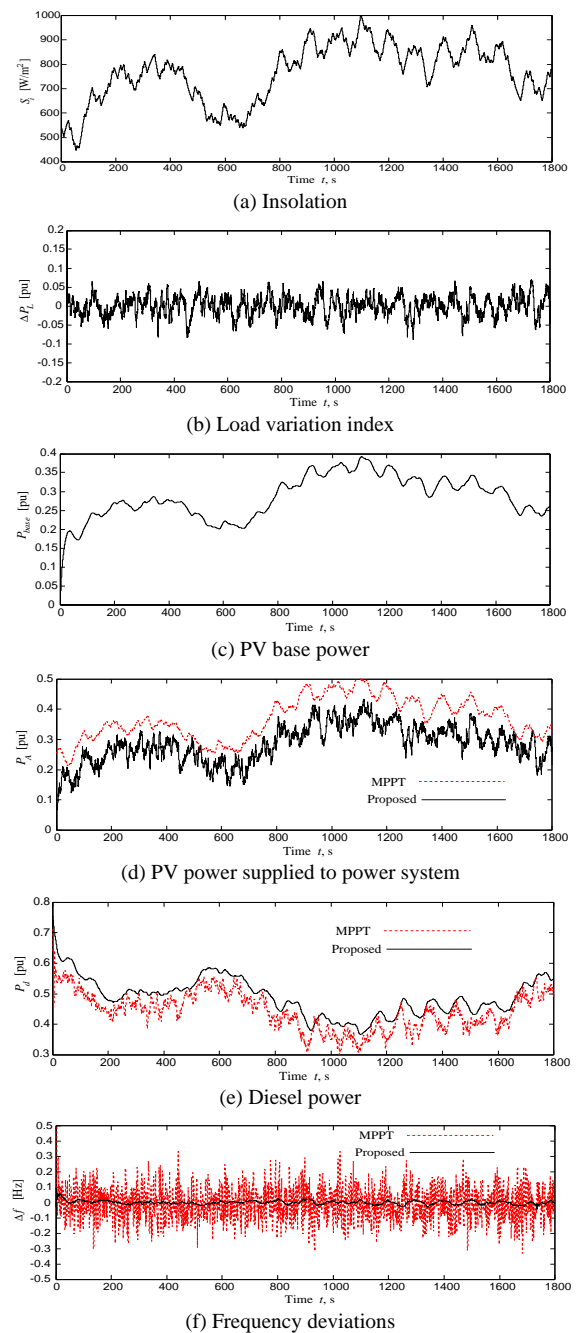 1000
900
800
700
600
500
400
S_i [W/m²]
0 200 400 600 800 1000 1200 1400 1600 1800
Time t, s
(a) Insolation
0.2
0.15
0.1
0.05
0
-0.05
-0.1
-0.15
-0.2
ΔP_L [pu]
0 200 400 600 800 1000 1200 1400 1600 1800
Time t, s
(b) Load variation index
0.4
0.35
0.3
0.25
0.2
0.15
0.1
0.05
0
P_base [pu]
0 200 400 600 800 1000 1200 1400 1600 1800
Time t, s
(c) PV base power
0.5
0.4
0.3
0.2
0.1
0
P_A [pu]
MPPT
Proposed
0 200 400 600 800 1000 1200 1400 1600 1800
Time t, s
(d) PV power supplied to power system
0.8
0.7
0.6
0.5
0.4
0.3
P_d [pu]
MPPT
Proposed
0 200 400 600 800 1000 1200 1400 1600 1800
Time t, s
(e) Diesel power
0.5
0.4
0.3
0.2
0.1
0
-0.1
-0.2
-0.3
-0.4
-0.5
Δf [Hz]
MPPT
Proposed
0 200 400 600 800 1000 1200 1400 1600 1800
Time t, s
(f) Frequency deviations